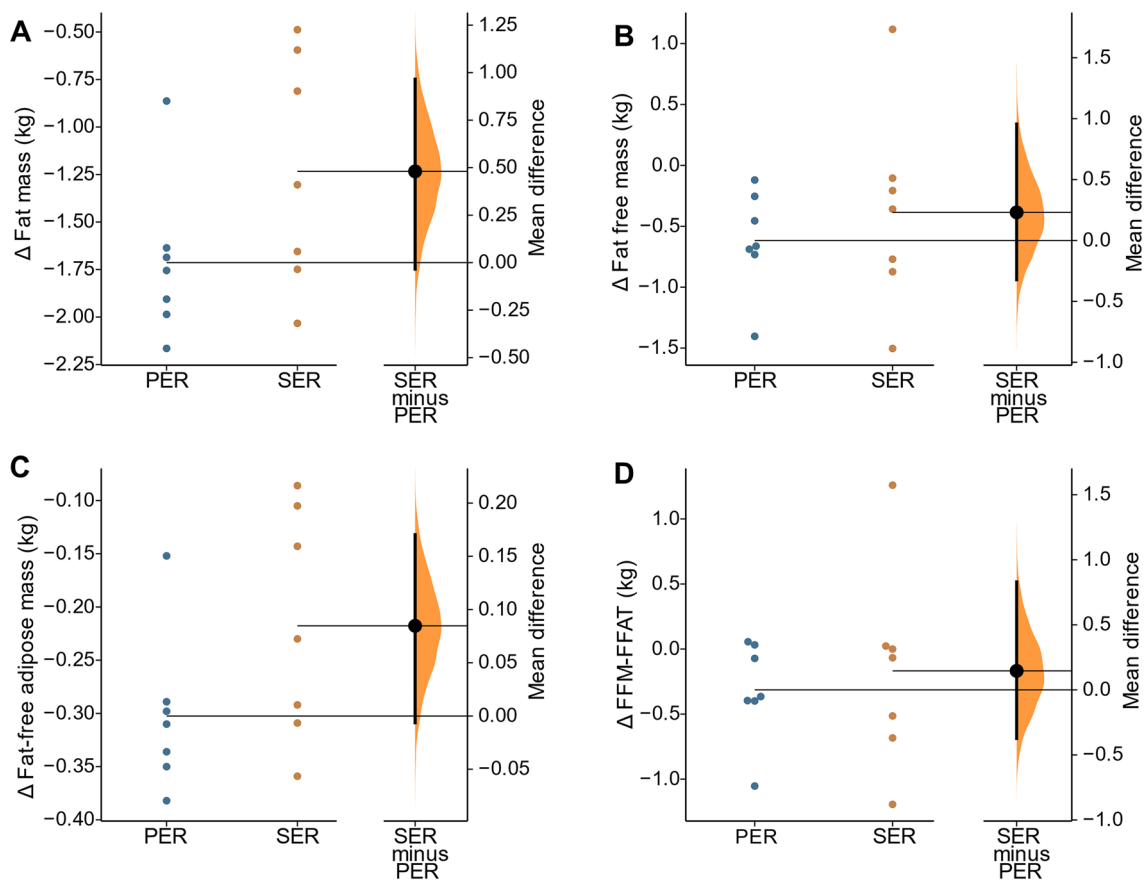 A
Δ Fat mass (kg)
−0.50
−0.75
−1.00
−1.25
−1.50
−1.75
−2.00
−2.25
PER
SER
SER
minus
PER
1.25
1.00
0.75
0.50
0.25
0.00
−0.25
−0.50
Mean difference
B
Δ Fat free mass (kg)
1.0
0.5
0.0
−0.5
−1.0
−1.5
PER
SER
SER
minus
PER
1.5
1.0
0.5
0.0
−0.5
−1.0
Mean difference
C
Δ Fat-free adipose mass (kg)
−0.10
−0.15
−0.20
−0.25
−0.30
−0.35
−0.40
PER
SER
SER
minus
PER
0.20
0.15
0.10
0.05
0.00
−0.05
Mean difference
D
Δ FFM-FFAT (kg)
1.0
0.5
0.0
−0.5
−1.0
PER
SER
SER
minus
PER
1.5
1.0
0.5
0.0
−0.5
−1.0
Mean difference